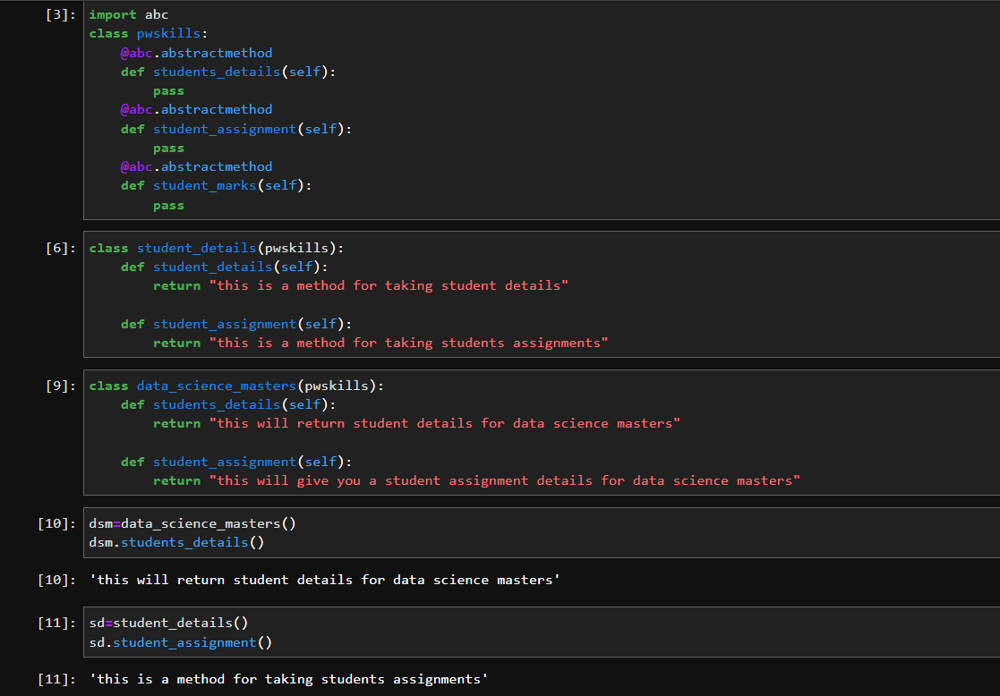 [3]: import abc
class pwskills:
    @abc.abstractmethod
    def students_details(self):
        pass
    @abc.abstractmethod
    def student_assignment(self):
        pass
    @abc.abstractmethod
    def student_marks(self):
        pass
[6]: class student_details(pwskills):
    def student_details(self):
        return "this is a method for taking student details"
    def student_assignment(self):
        return "this is a method for taking students assignments"
[9]: class data_science_masters(pwskills):
    def students_details(self):
        return "this will return student details for data science masters"
    def student_assignment(self):
        return "this will give you a student assignment details for data science masters"
[10]: dsm=data_science_masters()
dsm.students_details()
[10]: 'this will return student details for data science masters'
[11]: sd=student_details()
sd.student_assignment()
[11]: 'this is a method for taking students assignments'